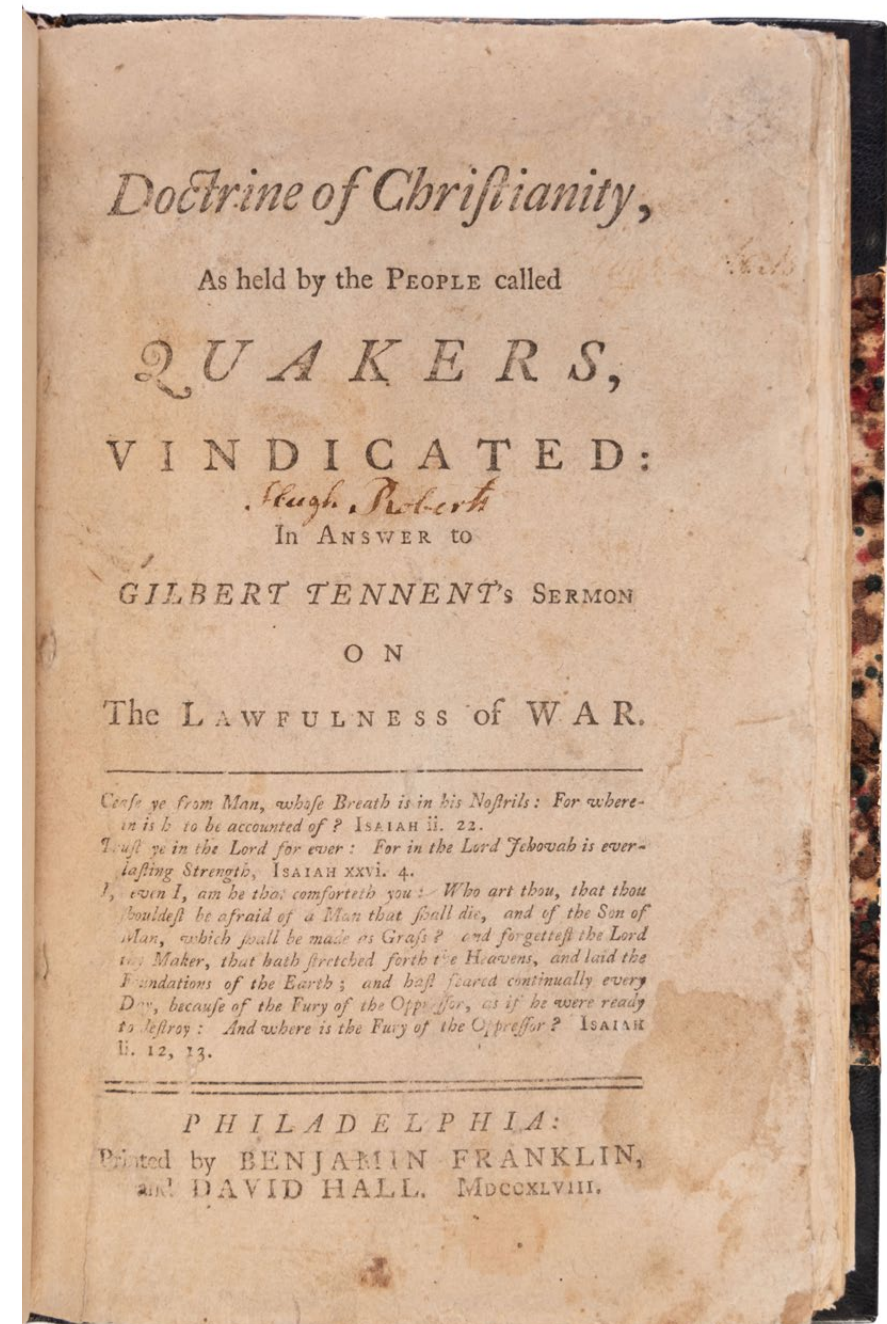 Doctrine of Chriſtianity,
As held by the PEOPLE called
QUAKERS,
VINDICATED:
Hugh Roberts
In ANSWER to
GILBERT TENNENT's SERMON
ON
The LAWFULNESS of WAR.
Ceaſe ye from Man, whoſe Breath is in his Noſtrils: For where-
in is h to be accounted of? ISAIAH ii. 22.
Truſt ye in the Lord for ever: For in the Lord Jehovah is ever-
laſting Strength, ISAIAH xxvi. 4.
I, even I, am he that comforteth you: Who art thou, that thou
ſhouldeſt be afraid of a Man that ſhall die, and of the Son of
Man, which ſhall be made as Graſs? and forgetteſt the Lord
thy Maker, that hath ſtretched forth the Heavens, and laid the
Foundations of the Earth; and haſt feared continually every
Day, becauſe of the Fury of the Oppreſſor, as if he were ready
to deſtroy: And where is the Fury of the Oppreſſor? ISAIAH
li. 12, 13.
PHILADELPHIA:
Printed by BENJAMIN FRANKLIN,
and DAVID HALL. MDCCXLVIII.